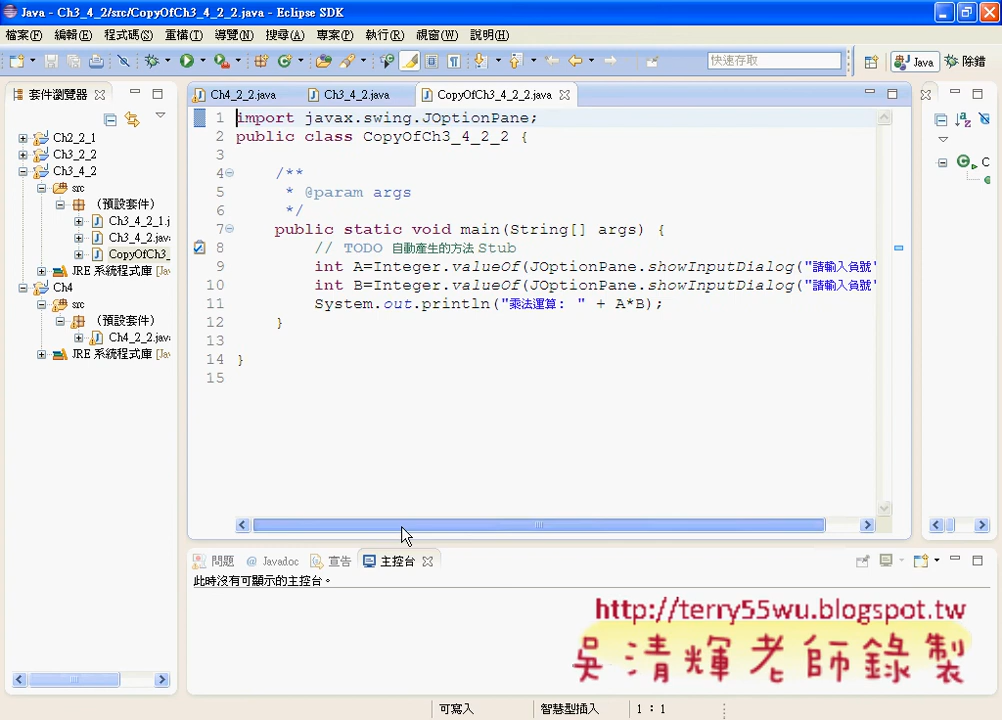 Java - Ch3_4_2/src/CopyOfCh3_4_2_2.java - Eclipse SDK
檔案(F) 編輯(E) 程式碼(S) 重構(T) 導覽(N) 搜尋(A) 專案(P) 執行(R) 視窗(W) 說明(H)
快速存取 Java 除錯
套件瀏覽器
Ch2_2_1
Ch3_2_2
Ch3_4_2
src
(預設套件)
Ch3_4_2_1.j
Ch3_4_2.java
CopyOfCh3_
JRE 系統程式庫 [Ja
Ch4
src
(預設套件)
Ch4_2_2.java
JRE 系統程式庫 [Ja
Ch4_2_2.java Ch3_4_2.java CopyOfCh3_4_2_2.java
1 import javax.swing.JOptionPane;
2 public class CopyOfCh3_4_2_2 {
3
4 /**
5 * @param args
6 */
7 public static void main(String[] args) {
8 // TODO 自動產生的方法 Stub
9 int A=Integer.valueOf(JOptionPane.showInputDialog("請輸入負號"
10 int B=Integer.valueOf(JOptionPane.showInputDialog("請輸入負號"
11 System.out.println("乘法運算: " + A*B);
12 }
13
14 }
15
C
問題 @ Javadoc 宣告 主控台
此時沒有可顯示的主控台。
http://terry55wu.blogspot.tw
吳清輝老師錄製
可寫入 智慧型插入 1 : 1